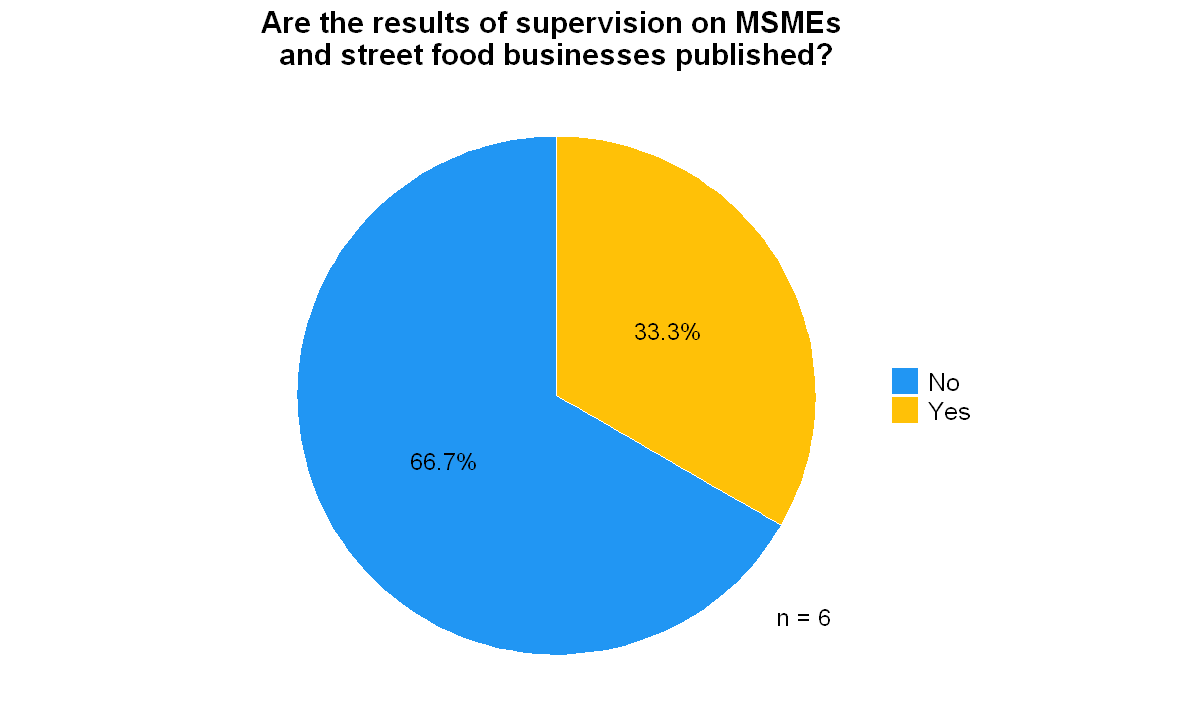 Are the results of supervision on MSMEs
and street food businesses published?
33.3%
66.7%
No
Yes
n = 6